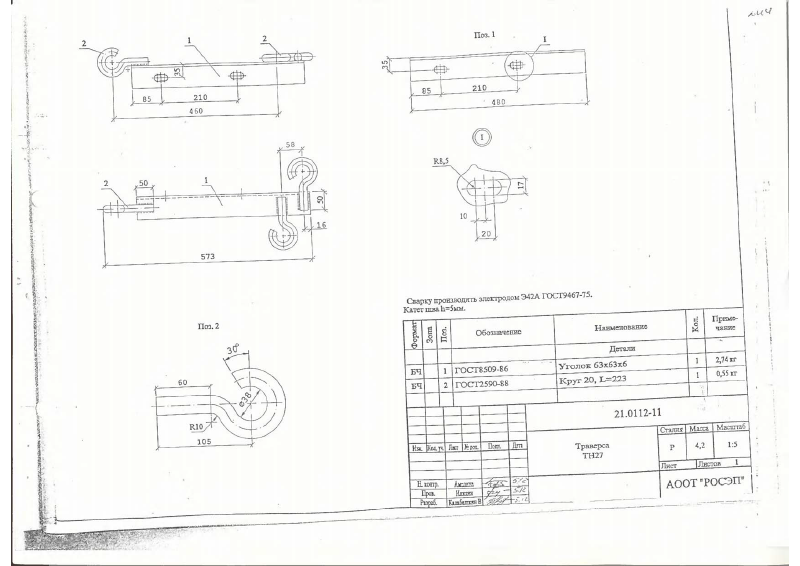 2
1
2
35
85
210
460
Поз. 1
1
35
85
210
480
1
R8,5
17
10
20
58
2
50
1
50
16
573
Поз. 2
30°
60
ø38
R10
105
Сварку производить электродом Э42А ГОСТ9467-75.
Катет шва h=5мм.
Формат Зона Поз. Обозначение Наименование Кол. Приме-
чание
Детали
БЧ 1 ГОСТ8509-86 Уголок 63х63х6 1 2,74 кг
БЧ 2 ГОСТ2590-88 Круг 20, L=223 1 0,55 кг
21.0112-11
Изм. Кол. уч. Лист № док. Подп. Дата
Траверса
ТН27
Стадия Масса Масштаб
Р 4,2 1:5
Лист Листов 1
Н. контр.
Пров.
Разраб.
АООТ "РОСЭП"